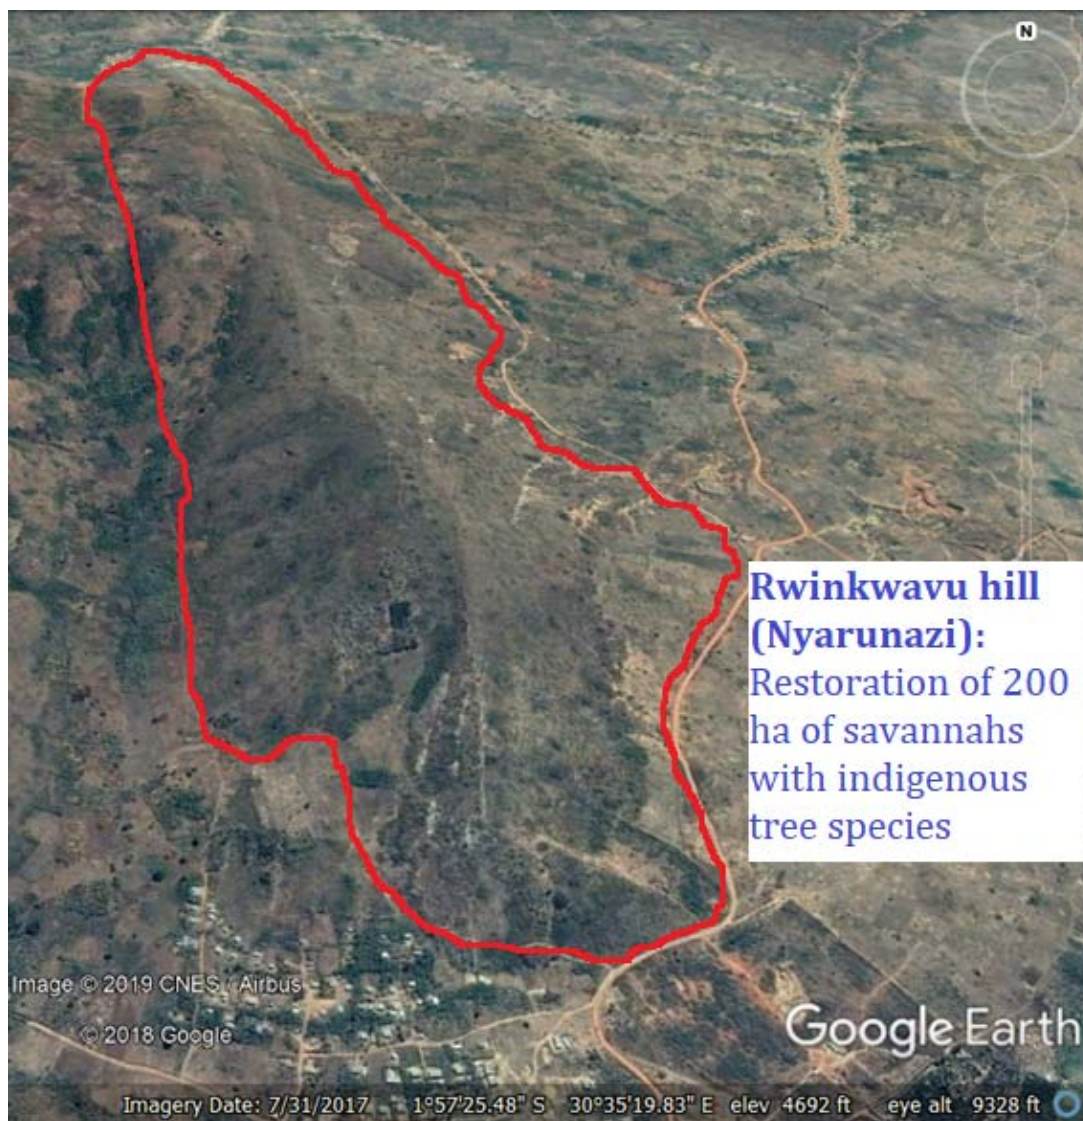 N
Rwinkwavu hill
(Nyarunazi):
Restoration of 200
ha of savannahs
with indigenous
tree species
Image © 2019 CNES / Airbus
© 2018 Google
Google Earth
Imagery Date: 7/31/2017 1°57'25.48" S 30°35'19.83" E elev 4692 ft eye alt 9328 ft